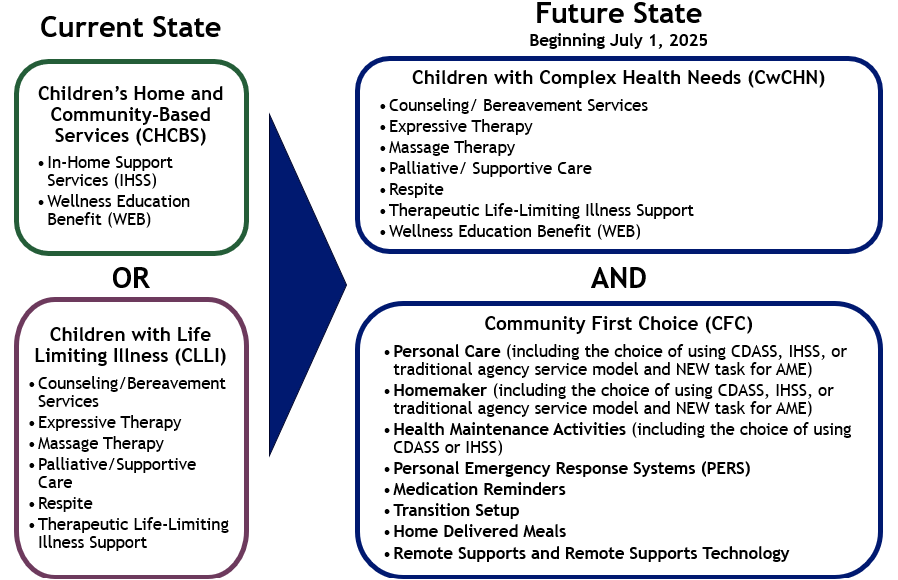 Current State
Children's Home and
Community-Based
Services (CHCBS)
• In-Home Support
Services (IHSS)
• Wellness Education
Benefit (WEB)
OR
Children with Life
Limiting Illness (CLLI)
• Counseling/Bereavement
Services
• Expressive Therapy
• Massage Therapy
• Palliative/Supportive
Care
• Respite
• Therapeutic Life-Limiting
Illness Support
Future State
Beginning July 1, 2025
Children with Complex Health Needs (CwCHN)
• Counseling/ Bereavement Services
• Expressive Therapy
• Massage Therapy
• Palliative/ Supportive Care
• Respite
• Therapeutic Life-Limiting Illness Support
• Wellness Education Benefit (WEB)
AND
Community First Choice (CFC)
• Personal Care (including the choice of using CDASS, IHSS, or
traditional agency service model and NEW task for AME)
• Homemaker (including the choice of using CDASS, IHSS, or
traditional agency service model and NEW task for AME)
• Health Maintenance Activities (including the choice of using
CDASS or IHSS)
• Personal Emergency Response Systems (PERS)
• Medication Reminders
• Transition Setup
• Home Delivered Meals
• Remote Supports and Remote Supports Technology